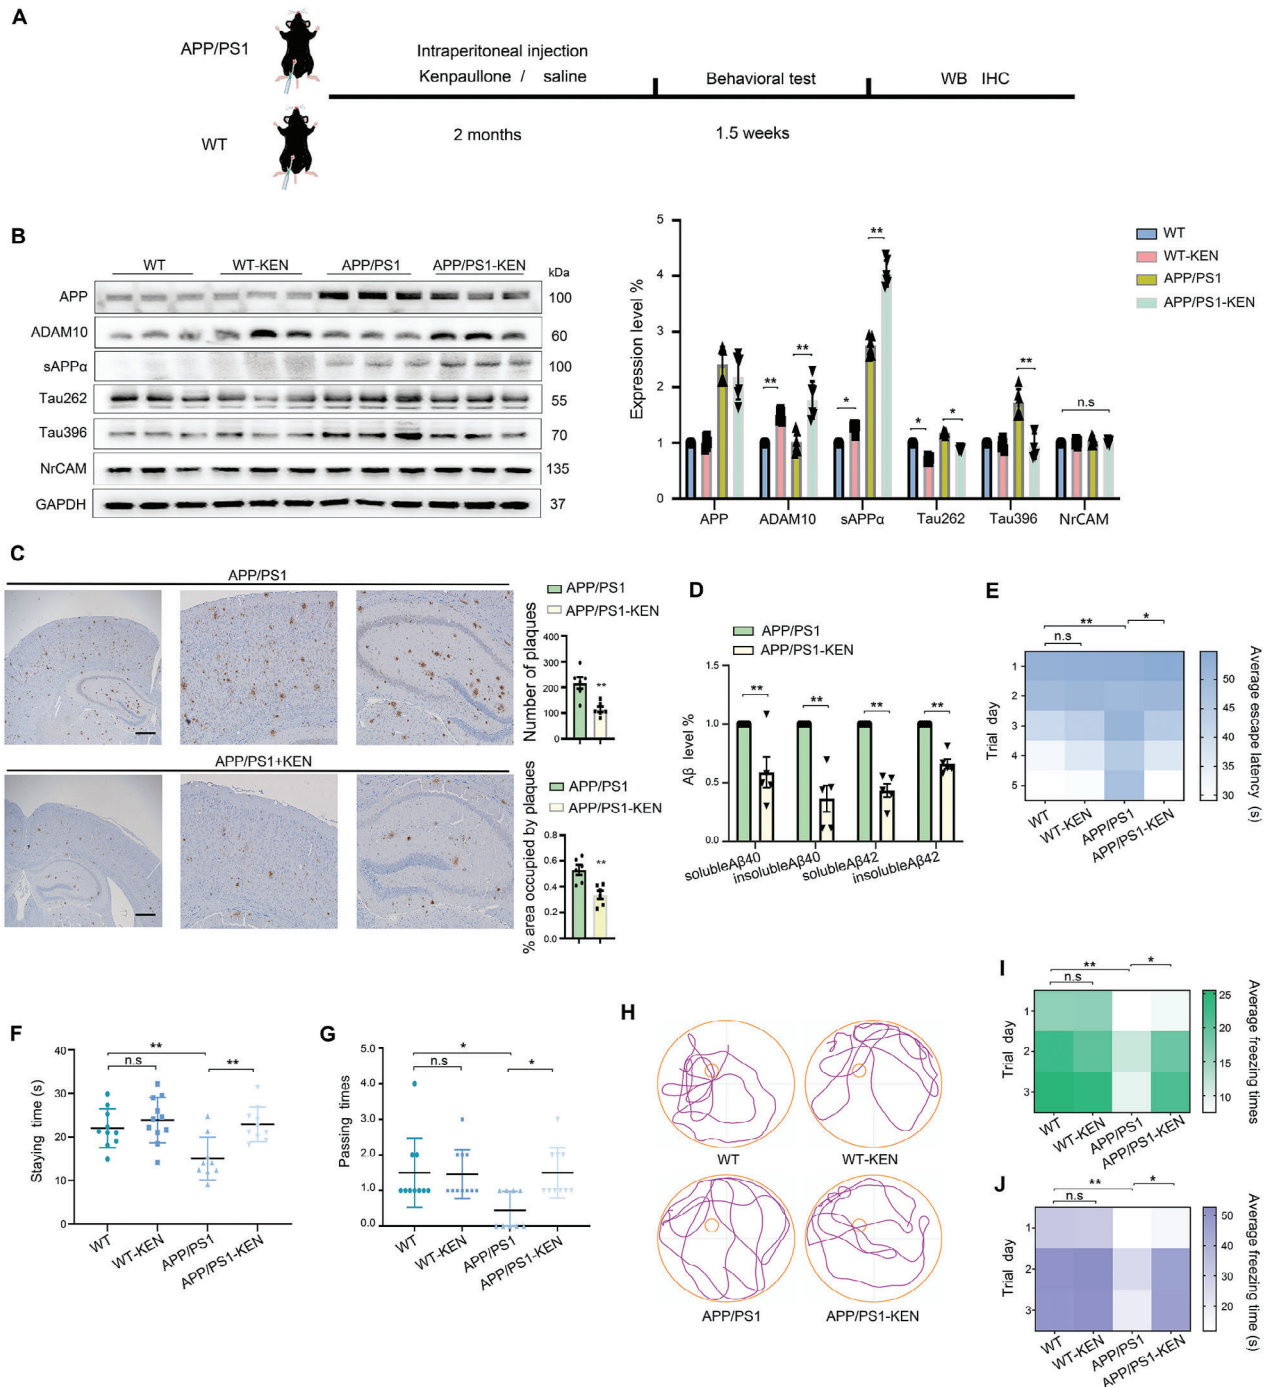 A
APP/PS1
WT
Intraperitoneal injection
Kenpaullone / saline
Behavioral test
WB IHC
2 months
1.5 weeks
B
WT WT-KEN APP/PS1 APP/PS1-KEN
kDa
APP 100
ADAM10 60
sAPPα 100
Tau262 55
Tau396 70
NrCAM 135
GAPDH 37
Expression level %
5
4
3
2
1
0
** ** * ** * * ** n.s
APP ADAM10 sAPPα Tau262 Tau396 NrCAM
WT
WT-KEN
APP/PS1
APP/PS1-KEN
C
APP/PS1
APP/PS1+KEN
APP/PS1
APP/PS1-KEN
Number of plaques
400
300
200
100
0
**
APP/PS1
APP/PS1-KEN
% area occupied by plaques
0.8
0.6
0.4
0.2
0.0
**
D
APP/PS1
APP/PS1-KEN
Aβ level %
1.5
1.0
0.5
0.0
** ** ** **
solubleAβ40 insolubleAβ40 solubleAβ42 insolubleAβ42
E
** *
n.s
Trial day
1
2
3
4
5
WT WT-KEN APP/PS1 APP/PS1-KEN
50
45
40
35
30
Average escape latency (s)
F
Staying time (s)
40
30
20
10
0
**
n.s **
WT WT-KEN APP/PS1 APP/PS1-KEN
G
Passing times
5.0
4.0
3.0
2.0
1.0
0.0
*
n.s *
WT WT-KEN APP/PS1 APP/PS1-KEN
H
WT WT-KEN
APP/PS1 APP/PS1-KEN
I
** *
n.s
Trial day
1
2
3
WT WT-KEN APP/PS1 APP/PS1-KEN
25
20
15
10
Average freezing times
J
** *
n.s
Trial day
1
2
3
WT WT-KEN APP/PS1 APP/PS1-KEN
50
40
30
20
Average freezing time (s)